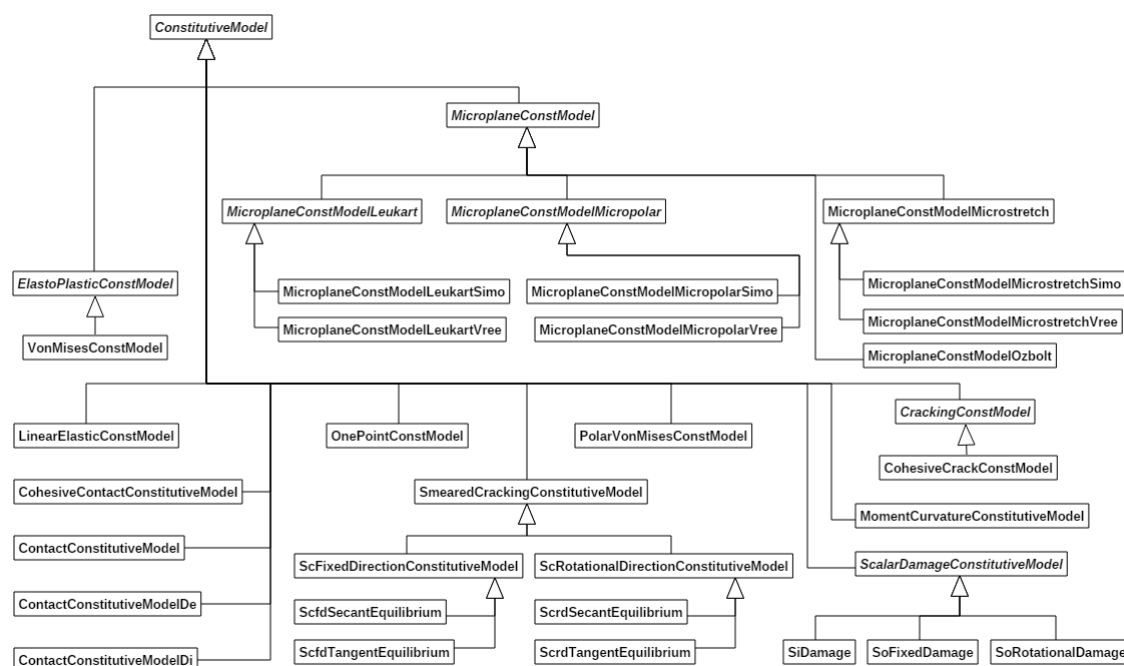 ConstitutiveModel
MicroplaneConstModel
MicroplaneConstModelLeukart
MicroplaneConstModelMicropolar
MicroplaneConstModelMicrostretch
ElastoPlasticConstModel
MicroplaneConstModelLeukartSimo
MicroplaneConstModelMicropolarSimo
MicroplaneConstModelMicrostretchSimo
MicroplaneConstModelLeukartVree
MicroplaneConstModelMicropolarVree
MicroplaneConstModelMicrostretchVree
VonMisesConstModel
MicroplaneConstModelOzbolt
CrackingConstModel
LinearElasticConstModel
OnePointConstModel
PolarVonMisesConstModel
CohesiveCrackConstModel
CohesiveContactConstitutiveModel
SmearedCrackingConstitutiveModel
MomentCurvatureConstitutiveModel
ContactConstitutiveModel
ScFixedDirectionConstitutiveModel
ScRotationalDirectionConstitutiveModel
ScalarDamageConstitutiveModel
ContactConstitutiveModelDe
ScfdSecantEquilibrium
ScrdSecantEquilibrium
ContactConstitutiveModelDi
ScfdTangentEquilibrium
ScrdTangentEquilibrium
SiDamage
SoFixedDamage
SoRotationalDamage